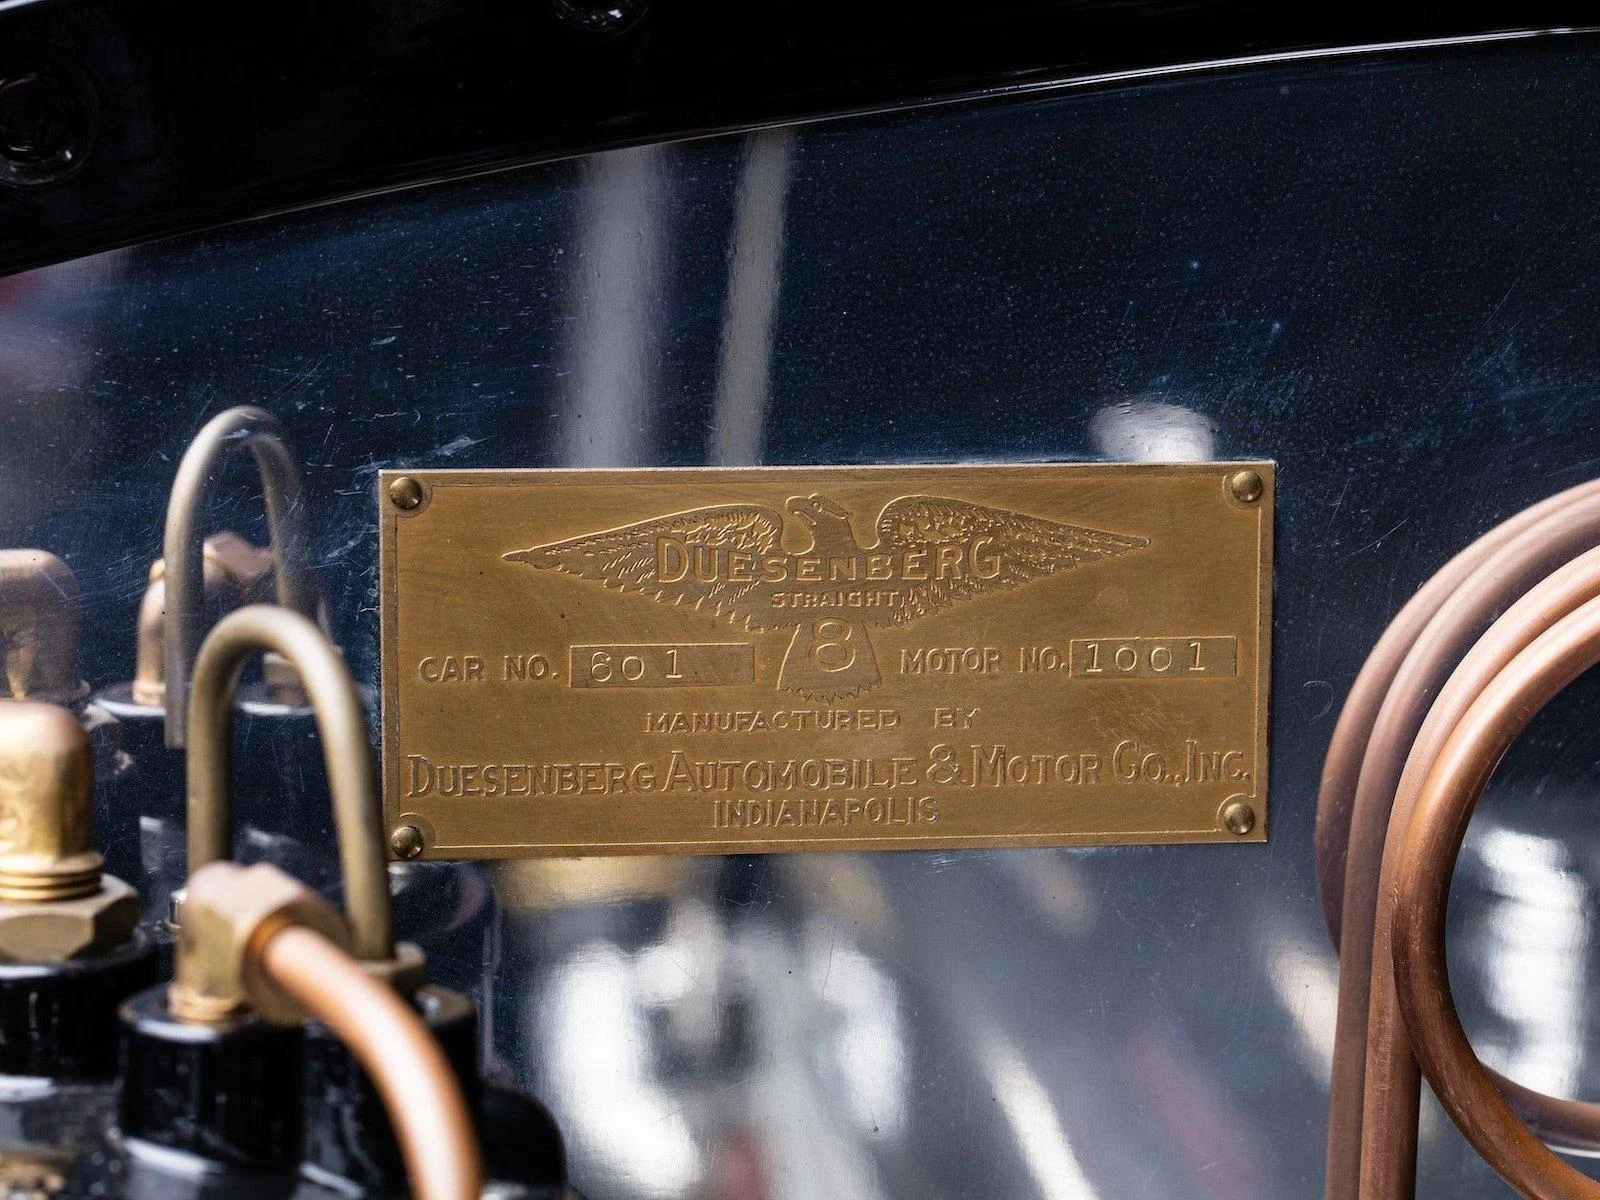 DUESENBERG
STRAIGHT
8
CAR NO. 601 MOTOR NO. 1001
MANUFACTURED BY
DUESENBERG AUTOMOBILE & MOTOR CO., INC.
INDIANAPOLIS